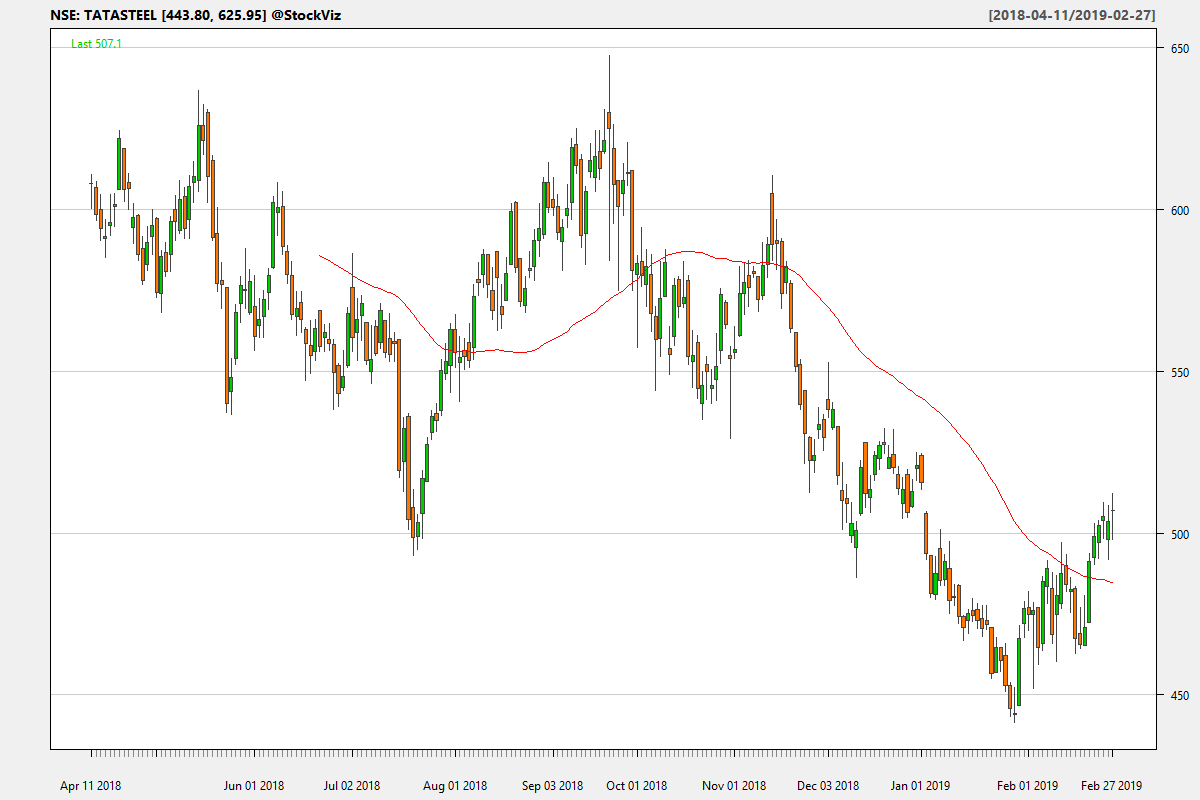 NSE: TATASTEEL [443.80, 625.95] @StockViz
[2018-04-11/2019-02-27]
Last 507.1
650
600
550
500
450
Apr 11 2018 Jun 01 2018 Jul 02 2018 Aug 01 2018 Sep 03 2018 Oct 01 2018 Nov 01 2018 Dec 03 2018 Jan 01 2019 Feb 01 2019 Feb 27 2019